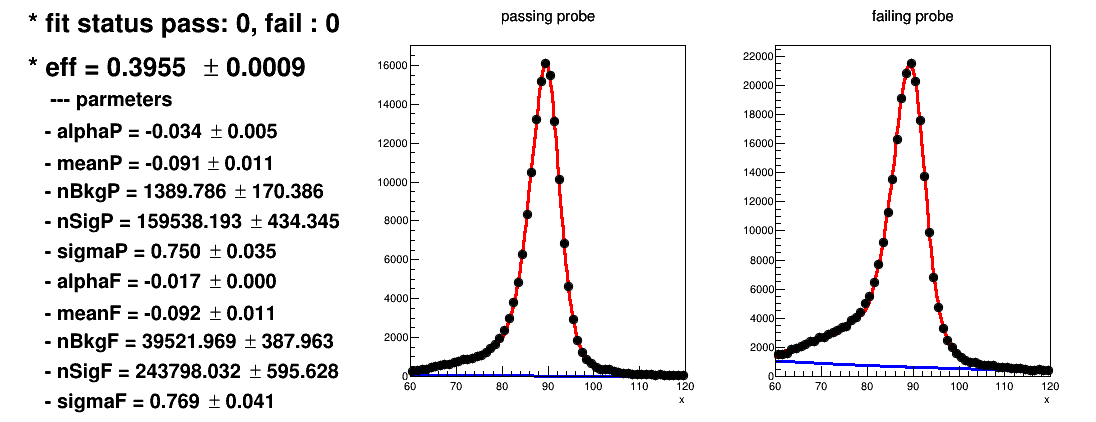 * fit status pass: 0, fail : 0
* eff = 0.3955 ± 0.0009
--- parmeters
- alphaP = -0.034 ± 0.005
- meanP = -0.091 ± 0.011
- nBkgP = 1389.786 ± 170.386
- nSigP = 159538.193 ± 434.345
- sigmaP = 0.750 ± 0.035
- alphaF = -0.017 ± 0.000
- meanF = -0.092 ± 0.011
- nBkgF = 39521.969 ± 387.963
- nSigF = 243798.032 ± 595.628
- sigmaF = 0.769 ± 0.041
passing probe
16000
14000
12000
10000
8000
6000
4000
2000
0
60 70 80 90 100 110 120
x
failing probe
22000
20000
18000
16000
14000
12000
10000
8000
6000
4000
2000
0
60 70 80 90 100 110 120
x